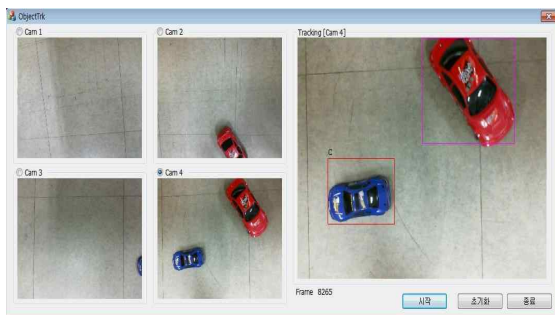 ObjectTrk
Cam 1
Cam 2
Tracking [Cam 4]
C
Cam 3
Cam 4
Frame 8265
시작
초기화
종료